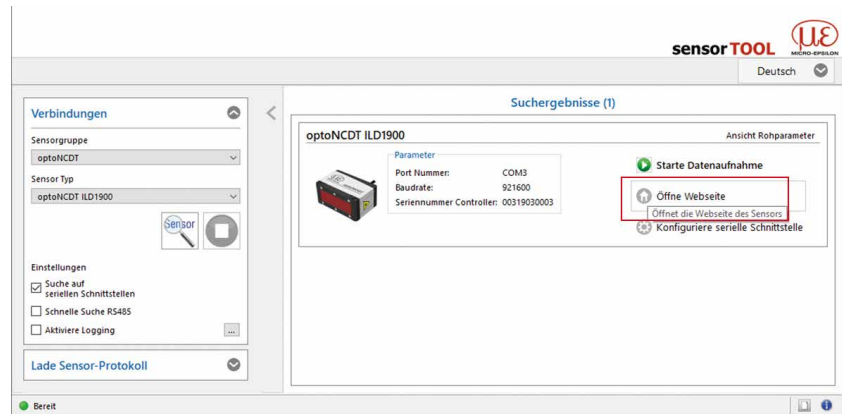 sensorTOOL
με
MICRO-EPSILON
Deutsch
Verbindungen
Sensorgruppe
optoNCDT
Sensor Typ
optoNCDT ILD1900
Sensor
Einstellungen
Suche auf
seriellen Schnittstellen
Schnelle Suche RS485
Aktiviere Logging
...
Lade Sensor-Protokoll
Suchergebnisse (1)
optoNCDT ILD1900
Ansicht Rohparameter
Parameter
Port Nummer: COM3
Baudrate: 921600
Seriennummer Controller: 00319030003
Starte Datenaufnahme
Öffne Webseite
Öffnet die Webseite des Sensors
Konfiguriere serielle Schnittstelle
Bereit